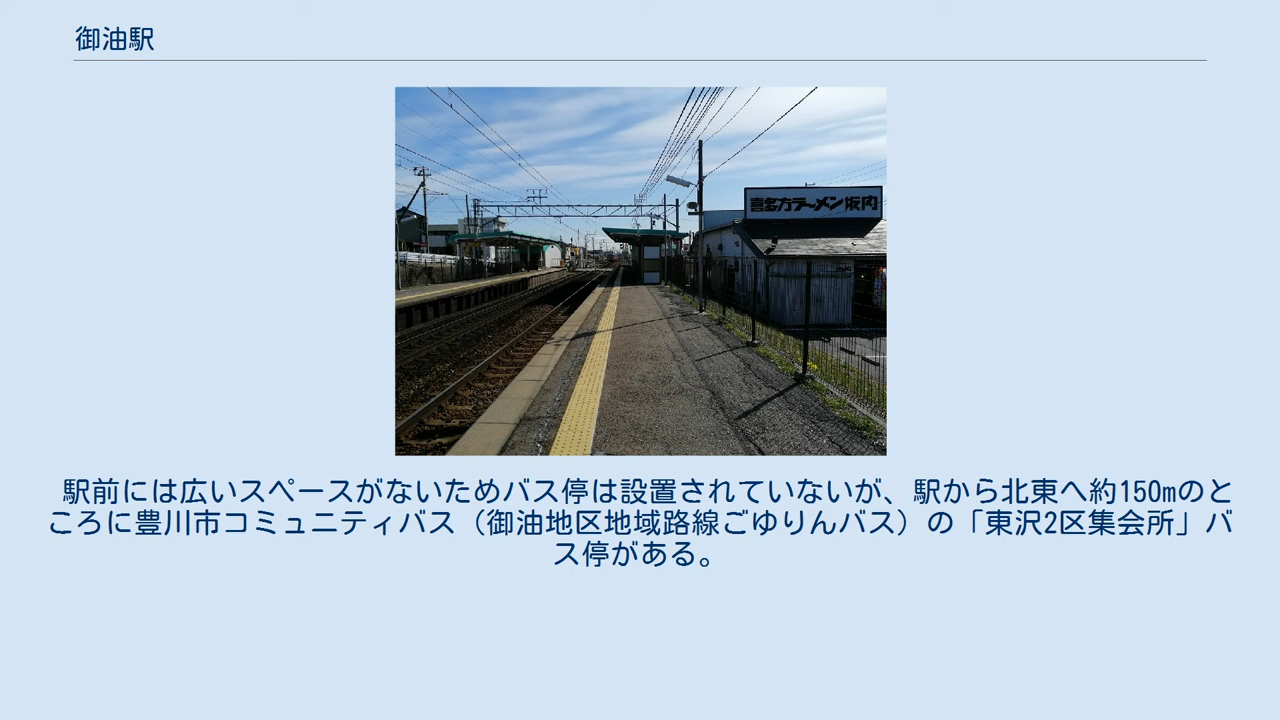 御油駅
喜多方ラーメン坂内
駅前には広いスペースがないためバス停は設置されていないが、駅から北東へ約150mのと
ころに豊川市コミュニティバス（御油地区地域路線ごゆりんバス）の「東沢2区集会所」バ
ス停がある。